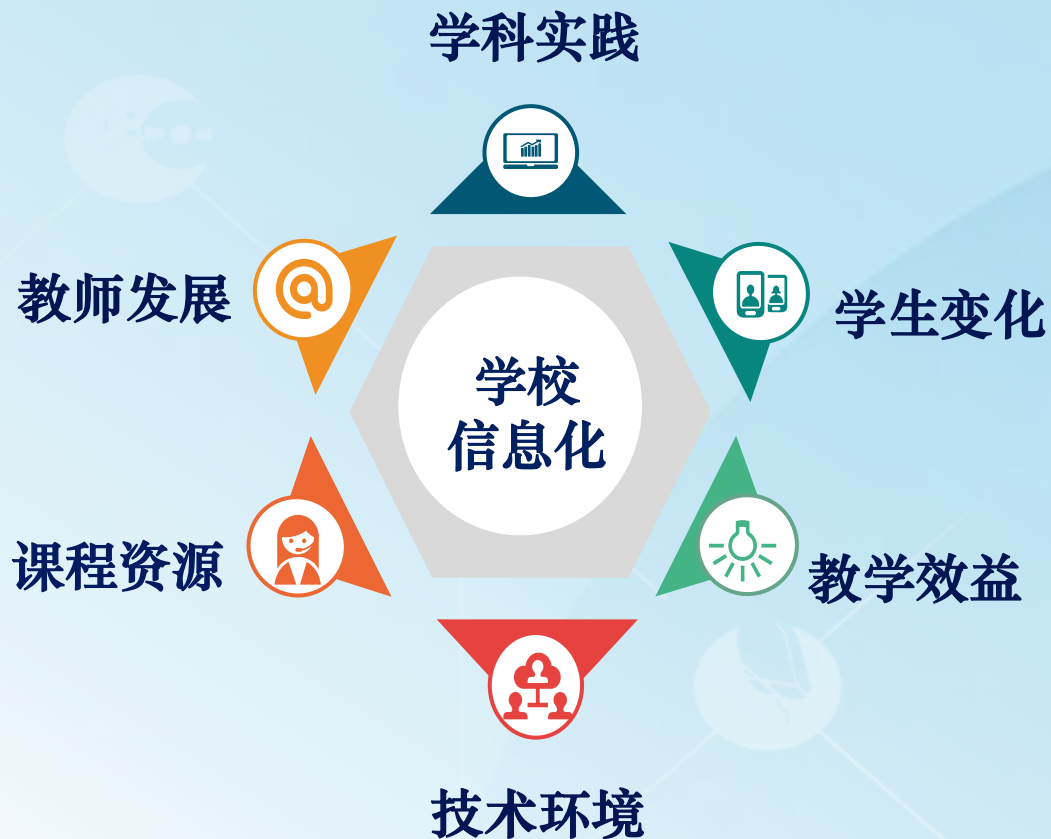 学科实践
教师发展
学生变化
学校
信息化
课程资源
教学效益
技术环境